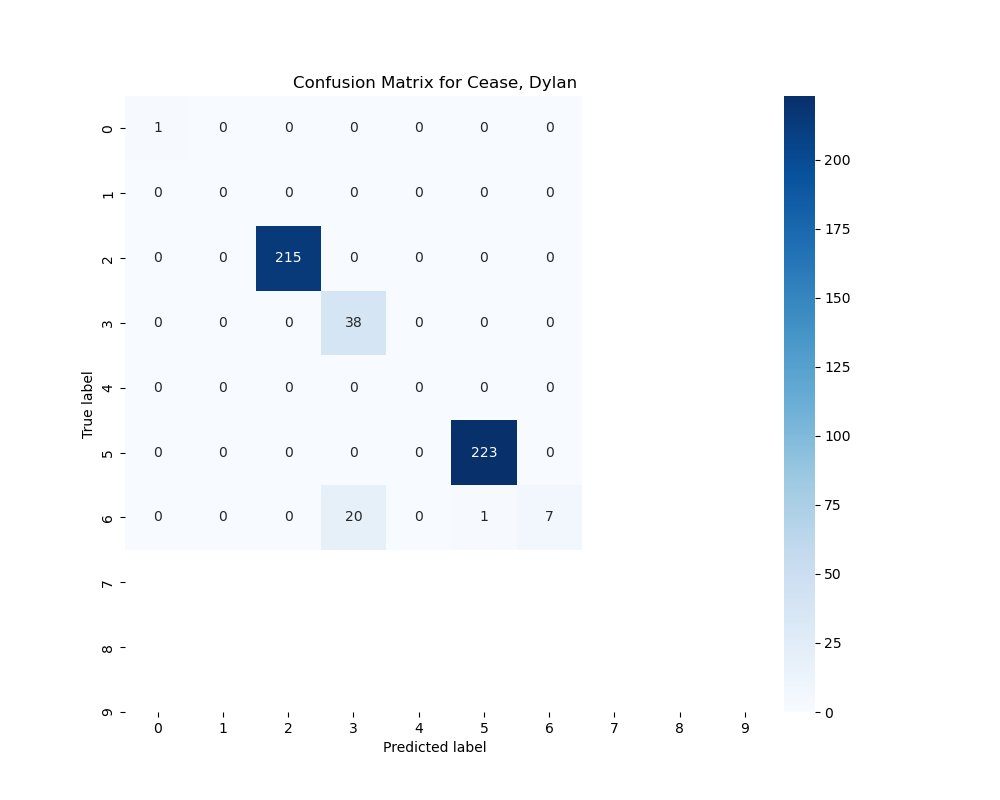 Confusion Matrix for Cease, Dylan
0 1 0 0 0 0 0 0
1 0 0 0 0 0 0 0
2 0 0 215 0 0 0 0
3 0 0 0 38 0 0 0
4 0 0 0 0 0 0 0
5 0 0 0 0 0 223 0
6 0 0 0 20 0 1 7
7
8
9
0 1 2 3 4 5 6 7 8 9
True label
Predicted label
200
175
150
125
100
75
50
25
0